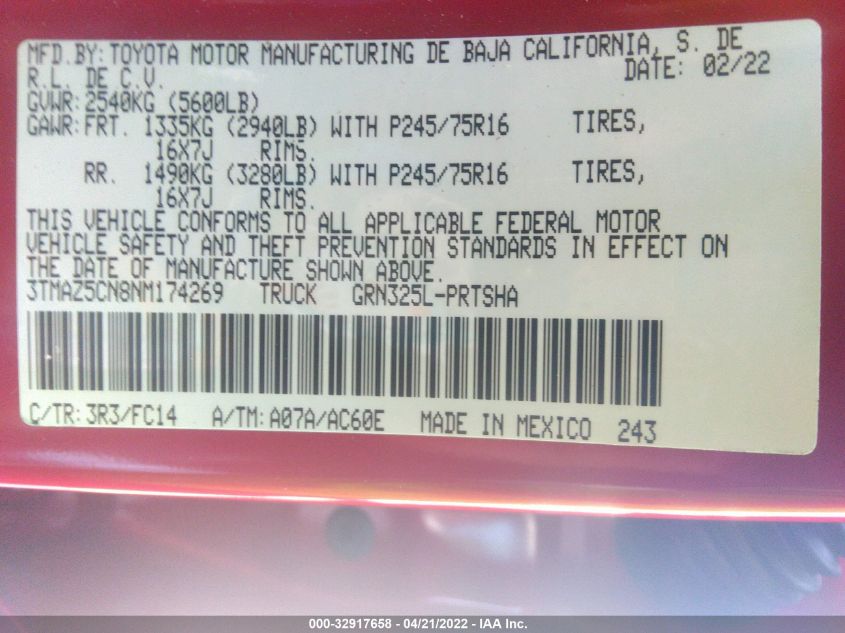 MFD.BY: TOYOTA MOTOR MANUFACTURING DE BAJA CALIFORNIA, S. DE
R.L. DE C.V. DATE: 02/22
GVWR: 2540KG (5600LB)
GAWR: FRT. 1335KG (2940LB) WITH P245/75R16 TIRES,
16X7J RIMS.
RR. 1490KG (3280LB) WITH P245/75R16 TIRES,
16X7J RIMS.
THIS VEHICLE CONFORMS TO ALL APPLICABLE FEDERAL MOTOR
VEHICLE SAFETY AND THEFT PREVENTION STANDARDS IN EFFECT ON
THE DATE OF MANUFACTURE SHOWN ABOVE.
3TMAZ5CN8NM174269 TRUCK GRN325L-PRTSHA
C/TR: 3R3/FC14 A/TM: A07A/AC60E MADE IN MEXICO 243
000-32917658 - 04/21/2022 - IAA Inc.